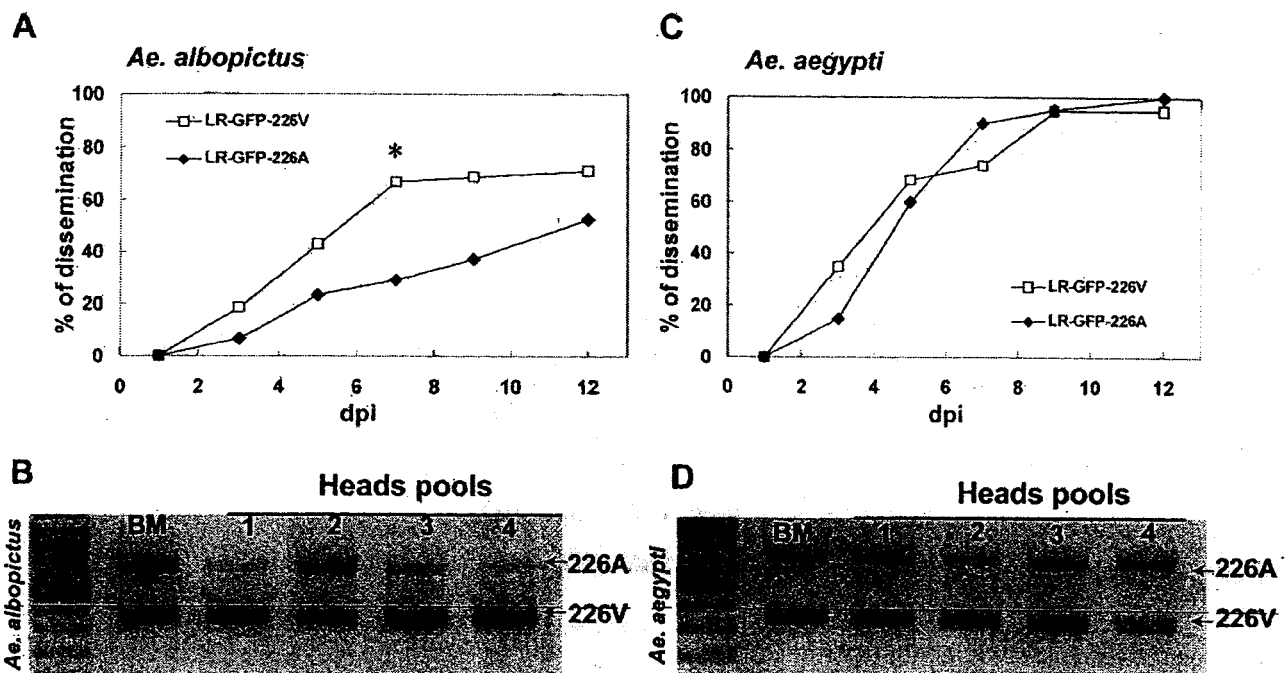 A
Ae. albopictus
% of dissemination
100
80
60
40
20
0
LR-GFP-226V
LR-GFP-226A
*
0 2 4 6 8 10 12
dpi
C
Ae. aegypti
% of dissemination
100
80
60
40
20
0
LR-GFP-226V
LR-GFP-226A
0 2 4 6 8 10 12
dpi
B
Heads pools
Ae. albopictus
BM 1 2 3 4
226A
226V
D
Heads pools
Ae. aegypti
BM 1 2 3 4
226A
226V